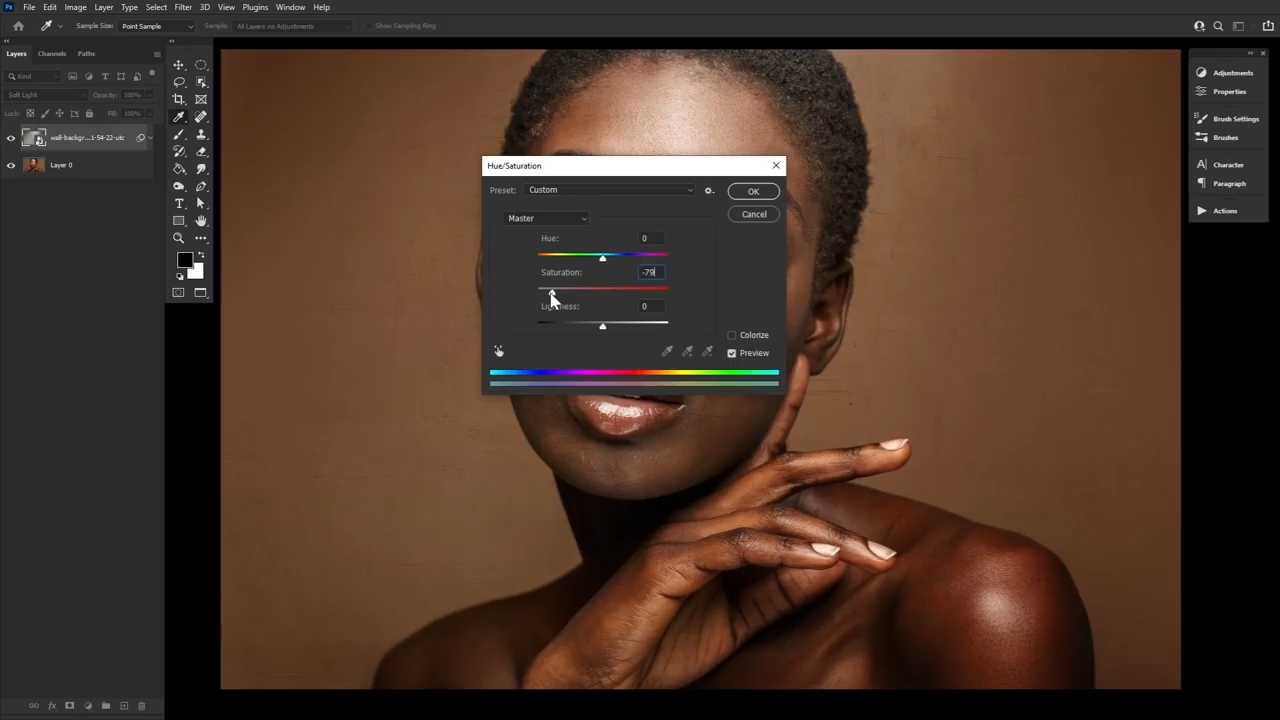 Ps File Edit Image Layer Type Select Filter 3D View Plugins Window Help
Sample Size: Point Sample Sample: All Layers no Adjustments Show Sampling Ring
Layers Channels Paths
Kind
Soft Light Opacity: 100%
Lock: Fill: 100%
wall-backgr...1-54-22-utc
Layer 0
T
Hue/Saturation
Preset: Custom
OK
Master
Cancel
Hue: 0
Saturation: -79
0
Colorize
Preview
Adjustments
Properties
Brush Settings
Brushes
Character
Paragraph
Actions
fx